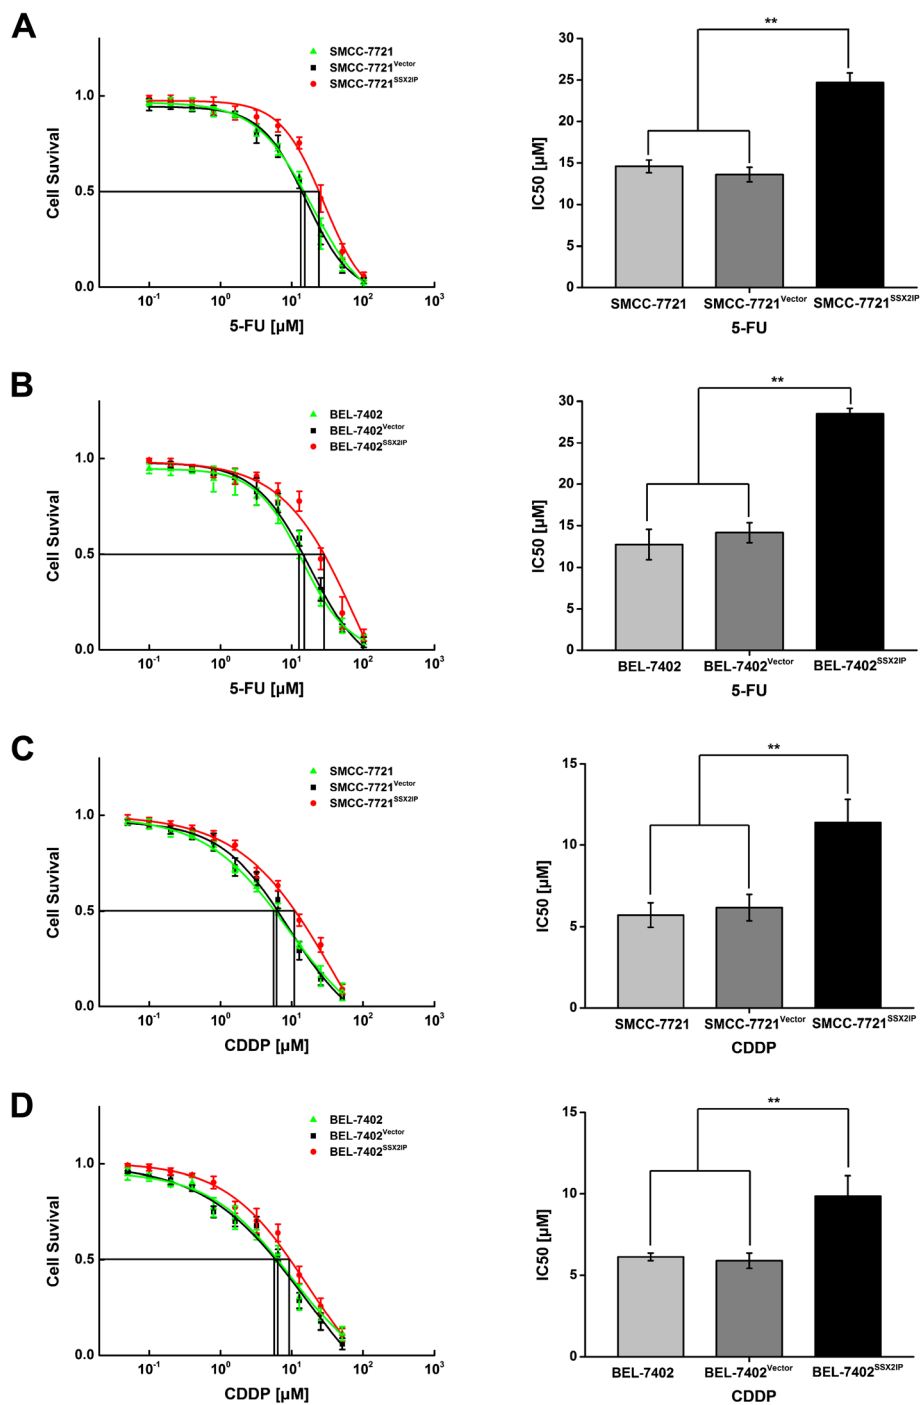 A
1.0
0.5
0.0
Cell Suvival
10-1
100
101
102
103
5-FU [µM]
SMCC-7721
SMCC-7721Vector
SMCC-7721SSX2IP
**
30
25
20
15
10
5
0
IC50 [µM]
SMCC-7721
SMCC-7721Vector
SMCC-7721SSX2IP
5-FU
B
1.0
0.5
0.0
Cell Survival
10-1
100
101
102
103
5-FU [µM]
BEL-7402
BEL-7402Vector
BEL-7402SSX2IP
**
30
25
20
15
10
5
0
IC50 [µM]
BEL-7402
BEL-7402Vector
BEL-7402SSX2IP
5-FU
C
1.0
0.5
0.0
Cell Suvival
10-1
100
101
102
103
CDDP [µM]
SMCC-7721
SMCC-7721Vector
SMCC-7721SSX2IP
**
15
10
5
0
IC50 [µM]
SMCC-7721
SMCC-7721Vector
SMCC-7721SSX2IP
CDDP
D
1.0
0.5
0.0
Cell Suvival
10-1
100
101
102
103
CDDP [µM]
BEL-7402
BEL-7402Vector
BEL-7402SSX2IP
**
15
10
5
0
IC50 [µM]
BEL-7402
BEL-7402Vector
BEL-7402SSX2IP
CDDP